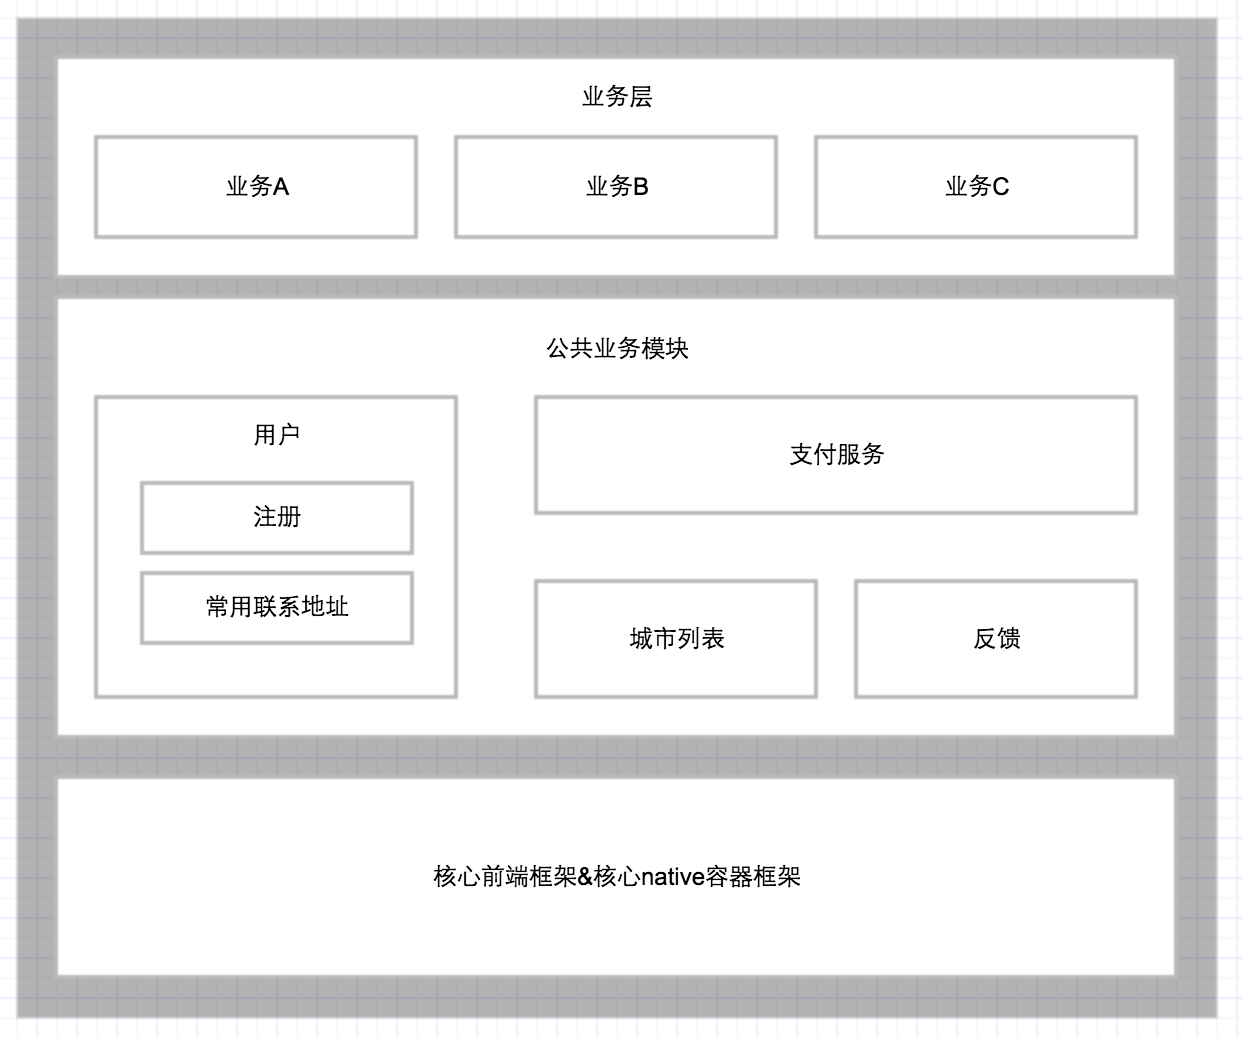 业务层
业务A
业务B
业务C
公共业务模块
用户
注册
常用联系地址
支付服务
城市列表
反馈
核心前端框架&核心native容器框架